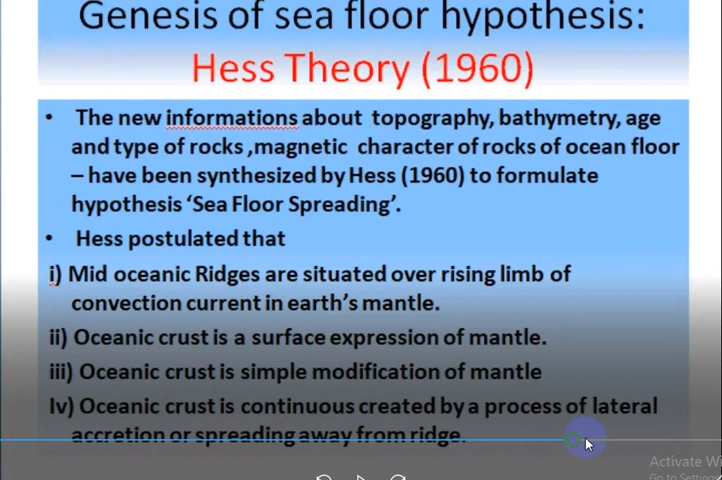 Genesis of sea floor hypothesis:
Hess Theory (1960)
• The new informations about topography, bathymetry, age
and type of rocks ,magnetic character of rocks of ocean floor
– have been synthesized by Hess (1960) to formulate
hypothesis ‘Sea Floor Spreading’.
• Hess postulated that
i) Mid oceanic Ridges are situated over rising limb of
convection current in earth’s mantle.
ii) Oceanic crust is a surface expression of mantle.
iii) Oceanic crust is simple modification of mantle
Iv) Oceanic crust is continuous created by a process of lateral
accretion or spreading away from ridge.
Activate Wi
Go to Settings